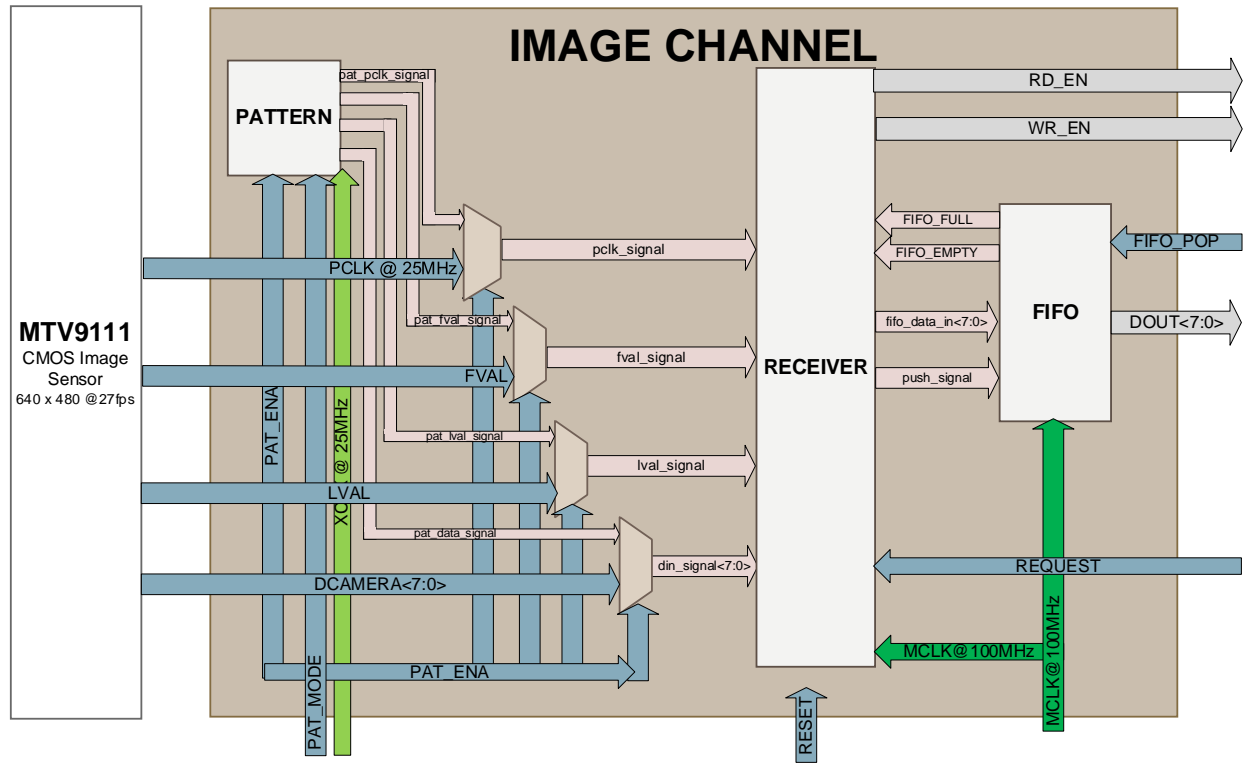 IMAGE CHANNEL
pat_pclk_signal
PATTERN
RD_EN
WR_EN
FIFO_FULL
FIFO_EMPTY
FIFO_POP
pclk_signal
PCLK @ 25MHz
MTV9111
CMOS Image
Sensor
640 x 480 @27fps
pat_fval_signal
fval_signal
FVAL
RECEIVER
fifo_data_in<7:0>
push_signal
FIFO
DOUT<7:0>
PAT_ENA
@ 25MHz
pat_lval_signal
lval_signal
LVAL
pat_data_signal
din_signal<7:0>
DCAMERA<7:0>
REQUEST
MCLK@100MHz
MCLK@100MHz
PAT_ENA
PAT_MODE
RESET